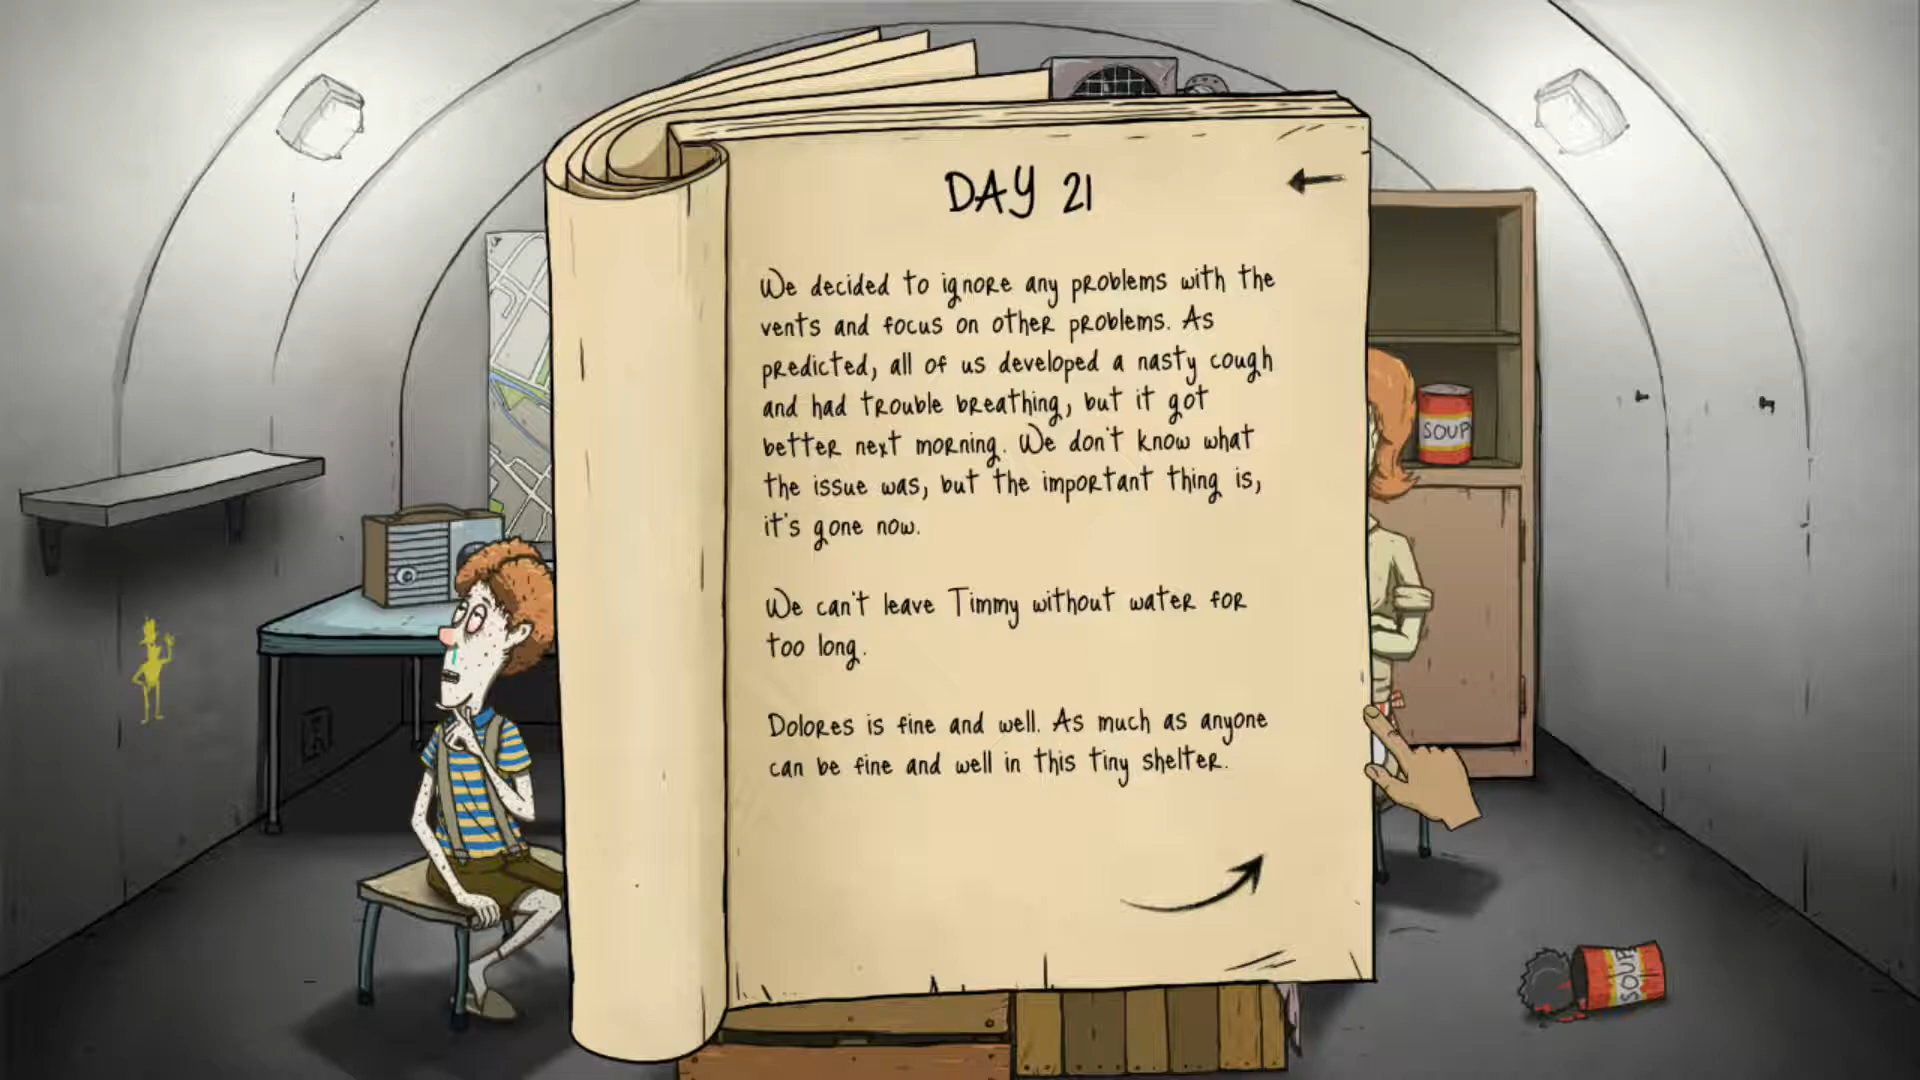 DAY 21
We decided to ignore any problems with the
vents and focus on other problems. As
predicted, all of us developed a nasty cough
and had trouble breathing, but it got
better next morning. We don't know what
the issue was, but the important thing is,
it's gone now.
We can't leave Timmy without water for
too long.
Dolores is fine and well. As much as anyone
can be fine and well in this tiny shelter.
SOUP
SOUP